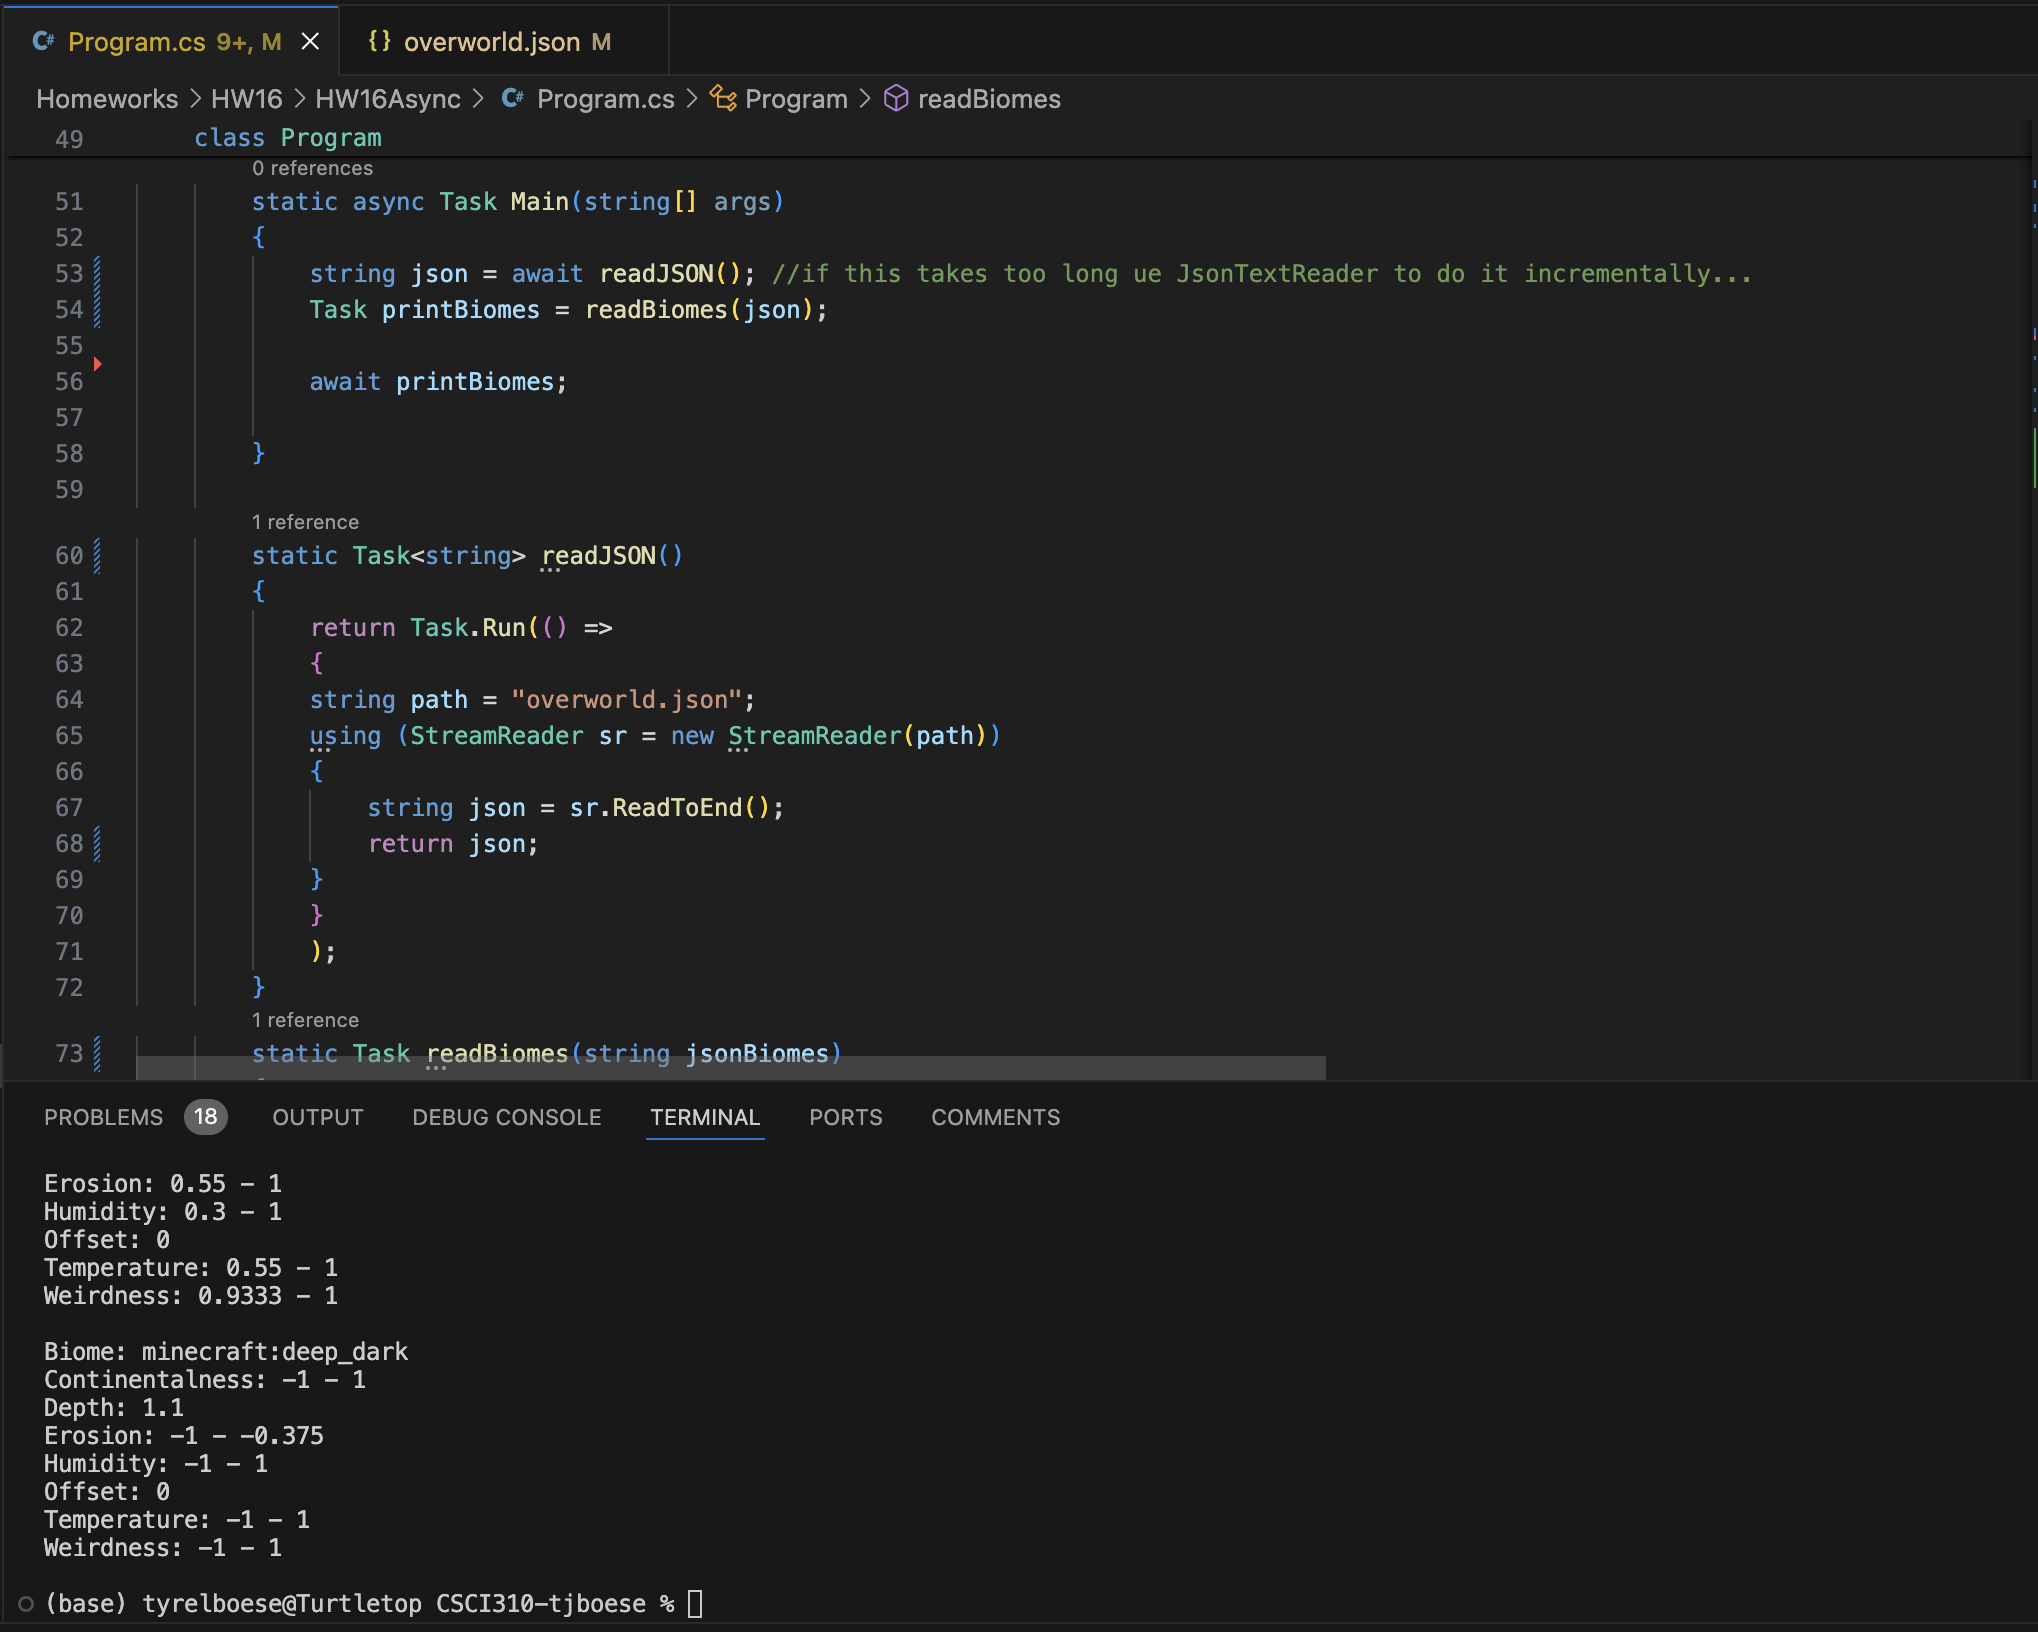 Program.cs 9+, M overworld.json M
Homeworks > HW16 > HW16Async > Program.cs > Program > readBiomes
49 class Program
0 references
51 static async Task Main(string[] args)
52 {
53 string json = await readJSON(); //if this takes too long ue JsonTextReader to do it incrementally...
54 Task printBiomes = readBiomes(json);
55
56 await printBiomes;
57
58 }
59
1 reference
60 static Task<string> readJSON()
61 {
62 return Task.Run(() =>
63 {
64 string path = "overworld.json";
65 using (StreamReader sr = new StreamReader(path))
66 {
67 string json = sr.ReadToEnd();
68 return json;
69 }
70 }
71 );
72 }
1 reference
73 static Task readBiomes(string jsonBiomes)
PROBLEMS 18 OUTPUT DEBUG CONSOLE TERMINAL PORTS COMMENTS
Erosion: 0.55 - 1
Humidity: 0.3 - 1
Offset: 0
Temperature: 0.55 - 1
Weirdness: 0.9333 - 1
Biome: minecraft:deep_dark
Continentalness: -1 - 1
Depth: 1.1
Erosion: -1 - -0.375
Humidity: -1 - 1
Offset: 0
Temperature: -1 - 1
Weirdness: -1 - 1
(base) tyrelboese@Turtletop CSCI310-tjboese %